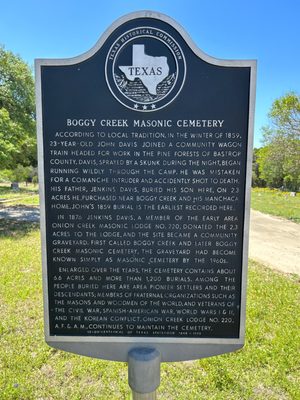 TEXAS HISTORICAL COMMISSION
TEXAS
BOGGY CREEK MASONIC CEMETERY
ACCORDING TO LOCAL TRADITION, IN THE WINTER OF 1859,
23-YEAR-OLD JOHN DAVIS JOINED A COMMUNITY WAGON
TRAIN HEADED FOR WORK IN THE PINE FORESTS OF BASTROP
COUNTY. DAVIS, SPRAYED BY A SKUNK DURING THE NIGHT, BEGAN
RUNNING WILDLY THROUGH THE CAMP. HE WAS MISTAKEN
FOR A COMANCHE INTRUDER AND ACCIDENTLY SHOT TO DEATH.
HIS FATHER, JENKINS DAVIS, BURIED HIS SON HERE, ON 23
ACRES HE PURCHASED NEAR BOGGY CREEK AND HIS MANCHACA
HOME. JOHN'S 1859 BURIAL IS THE EARLIEST RECORDED HERE.
IN 1876 JINKINS DAVIS, A MEMBER OF THE EARLY AREA
ONION CREEK MASONIC LODGE NO. 220, DONATED THE 23
ACRES TO THE LODGE, AND THE SITE BECAME A COMMUNITY
GRAVEYARD. FIRST CALLED BOGGY CREEK AND LATER BOGGY
CREEK MASONIC CEMETERY, THE GRAVEYARD HAD BECOME
KNOWN SIMPLY AS MASONIC CEMETERY BY THE 1960s.
ENLARGED OVER THE YEARS, THE CEMETERY CONTAINS ABOUT
6.8 ACRES AND MORE THAN 1,200 BURIALS. AMONG THE
PEOPLE BURIED HERE ARE AREA PIONEER SETTLERS AND THEIR
DESCENDANTS; MEMBERS OF FRATERNAL ORGANIZATIONS SUCH AS
THE MASONS AND WOODMEN OF THE WORLD; AND VETERANS OF
THE CIVIL WAR, SPANISH-AMERICAN WAR, WORLD WARS I & II,
AND THE KOREAN CONFLICT. ONION CREEK LODGE NO. 220,
A.F.& A.M., CONTINUES TO MAINTAIN THE CEMETERY.